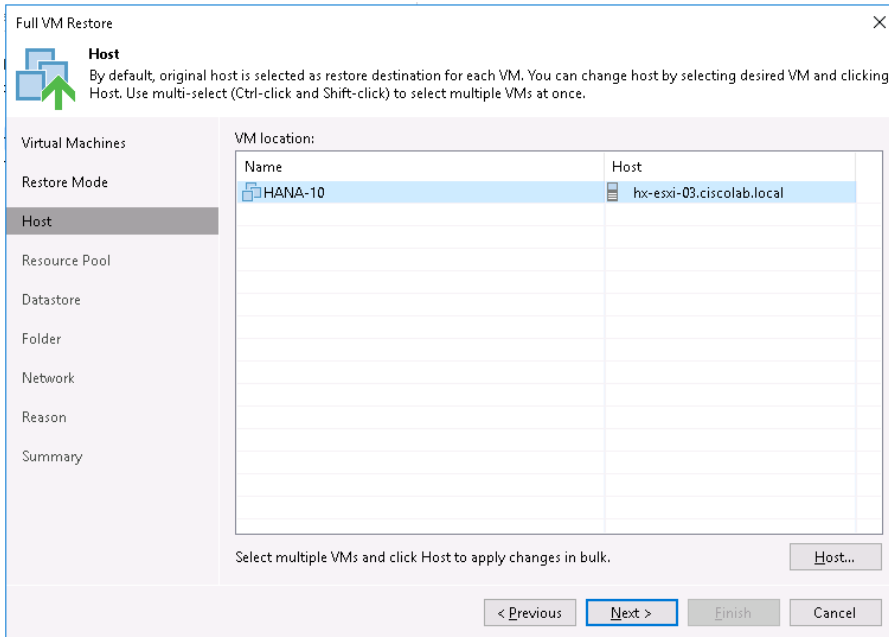 Full VM Restore
Host
By default, original host is selected as restore destination for each VM. You can change host by selecting desired VM and clicking
Host. Use multi-select (Ctrl-click and Shift-click) to select multiple VMs at once.
Virtual Machines
Restore Mode
Host
Resource Pool
Datastore
Folder
Network
Reason
Summary
VM location:
Name Host
HANA-10 hx-esxi-03.ciscolab.local
Select multiple VMs and click Host to apply changes in bulk.
Host...
< Previous Next > Finish Cancel